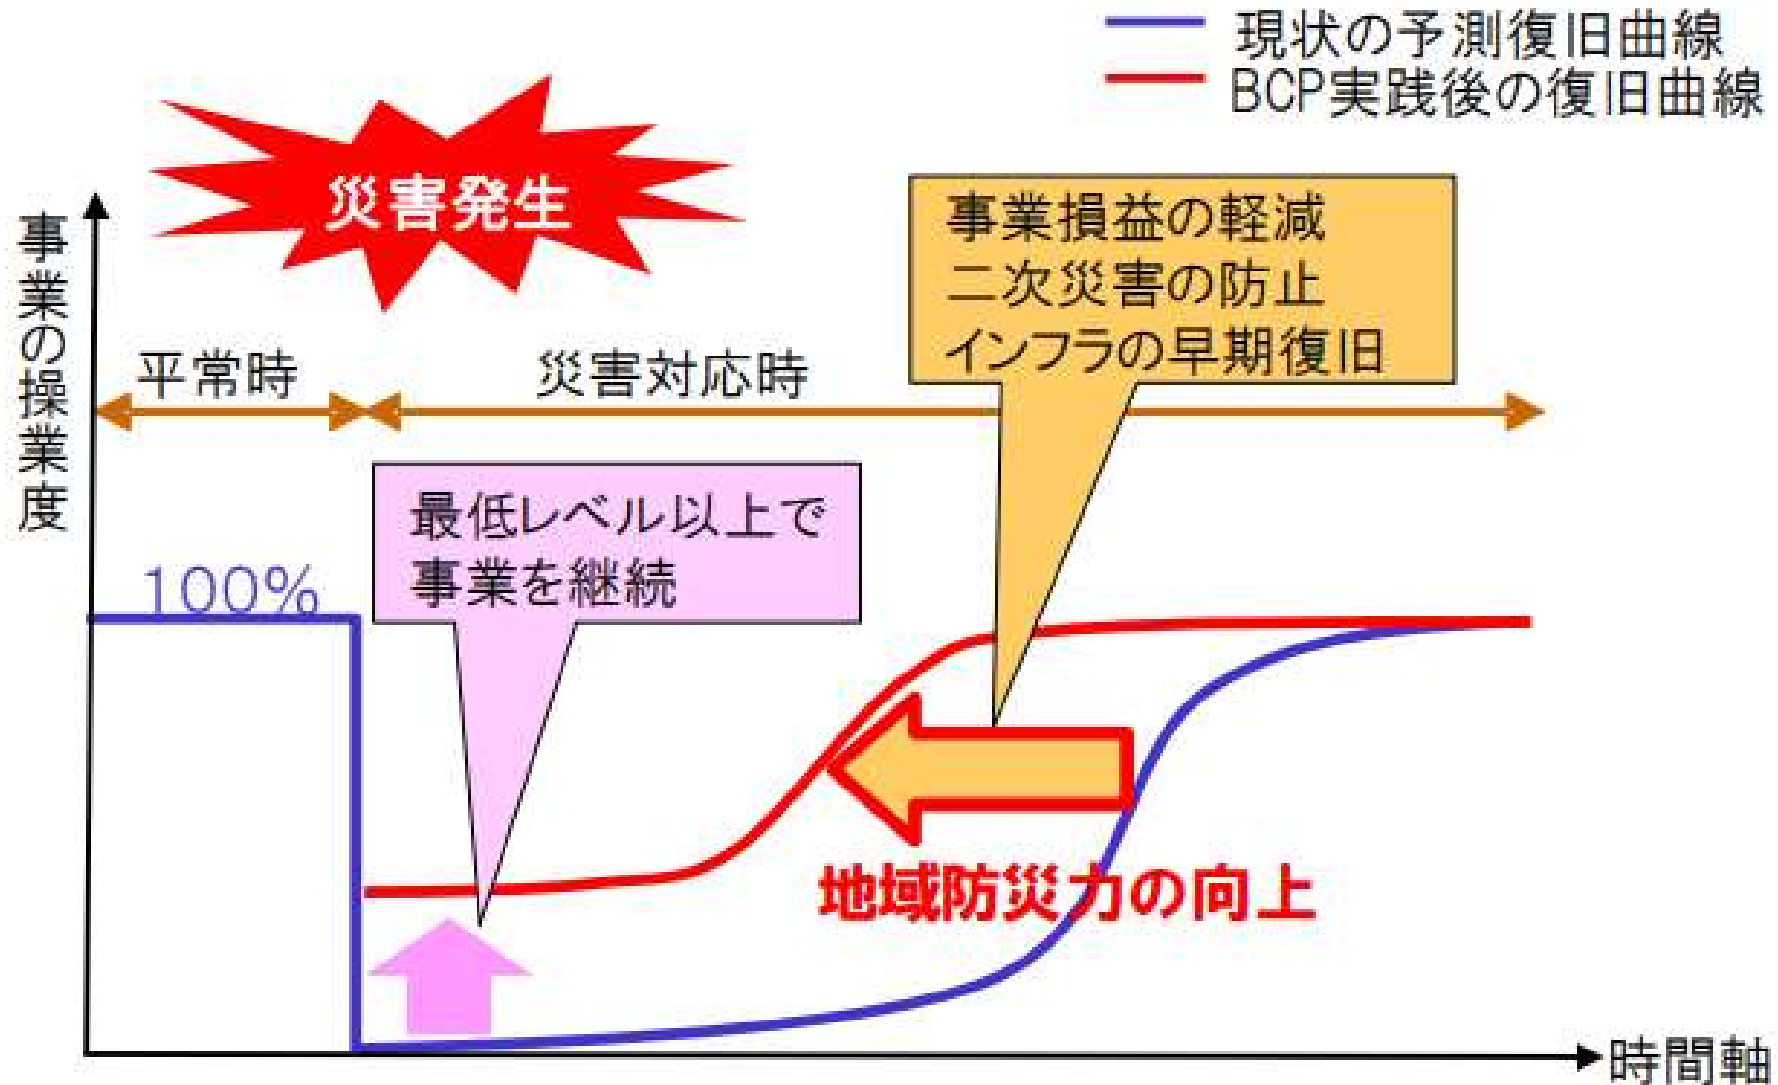 現状の予測復旧曲線
BCP実践後の復旧曲線
災害発生
事業の操業度
事業損益の軽減
二次災害の防止
インフラの早期復旧
平常時
災害対応時
最低レベル以上で
事業を継続
100%
地域防災力の向上
時間軸